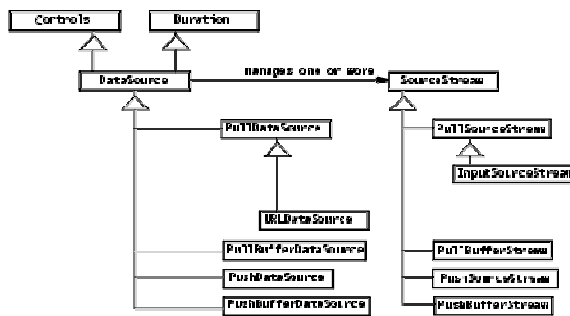 Controls
Duration
manages one or more
DataSource
SourceStream
PullDataSource
PullSourceStream
InputSourceStream
URLDataSource
PullBufferDataSource
PullBufferStream
PushDataSource
PushSourceStream
PushBufferDataSource
PushBufferStream